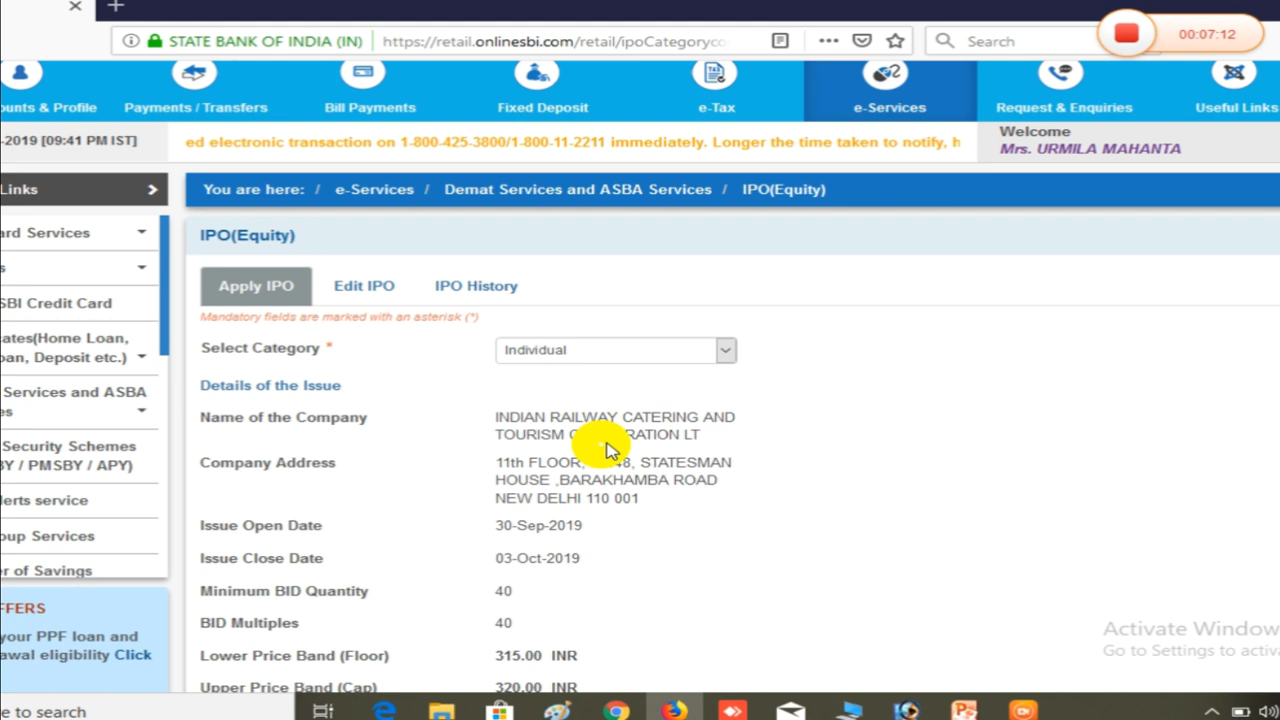 STATE BANK OF INDIA (IN)
https://retail.onlinesbi.com/retail/ipoCategoryco
Search
00:07:12
ounts & Profile
Payments / Transfers
Bill Payments
Fixed Deposit
e-Tax
e-Services
Request & Enquiries
Useful Links
-2019 [09:41 PM IST]
ed electronic transaction on 1-800-425-3800/1-800-11-2211 immediately. Longer the time taken to notify, h
Welcome
Mrs. URMILA MAHANTA
Links
You are here: / e-Services / Demat Services and ASBA Services / IPO(Equity)
ard Services
s
SBI Credit Card
ates(Home Loan,
oan, Deposit etc.)
Services and ASBA
es
Security Schemes
BY / PMSBY / APY)
lerts service
oup Services
er of Savings
FFERS
your PPF loan and
awal eligibility Click
IPO(Equity)
Apply IPO
Edit IPO
IPO History
Mandatory fields are marked with an asterisk (*)
Select Category *
Individual
Details of the Issue
Name of the Company
INDIAN RAILWAY CATERING AND
TOURISM C RATION LT
Company Address
11th FLOOR, 48, STATESMAN
HOUSE ,BARAKHAMBA ROAD
NEW DELHI 110 001
Issue Open Date
30-Sep-2019
Issue Close Date
03-Oct-2019
Minimum BID Quantity
40
BID Multiples
40
Lower Price Band (Floor)
315.00 INR
Upper Price Band (Cap)
320.00 INR
Activate Window
Go to Settings to activa
e to search